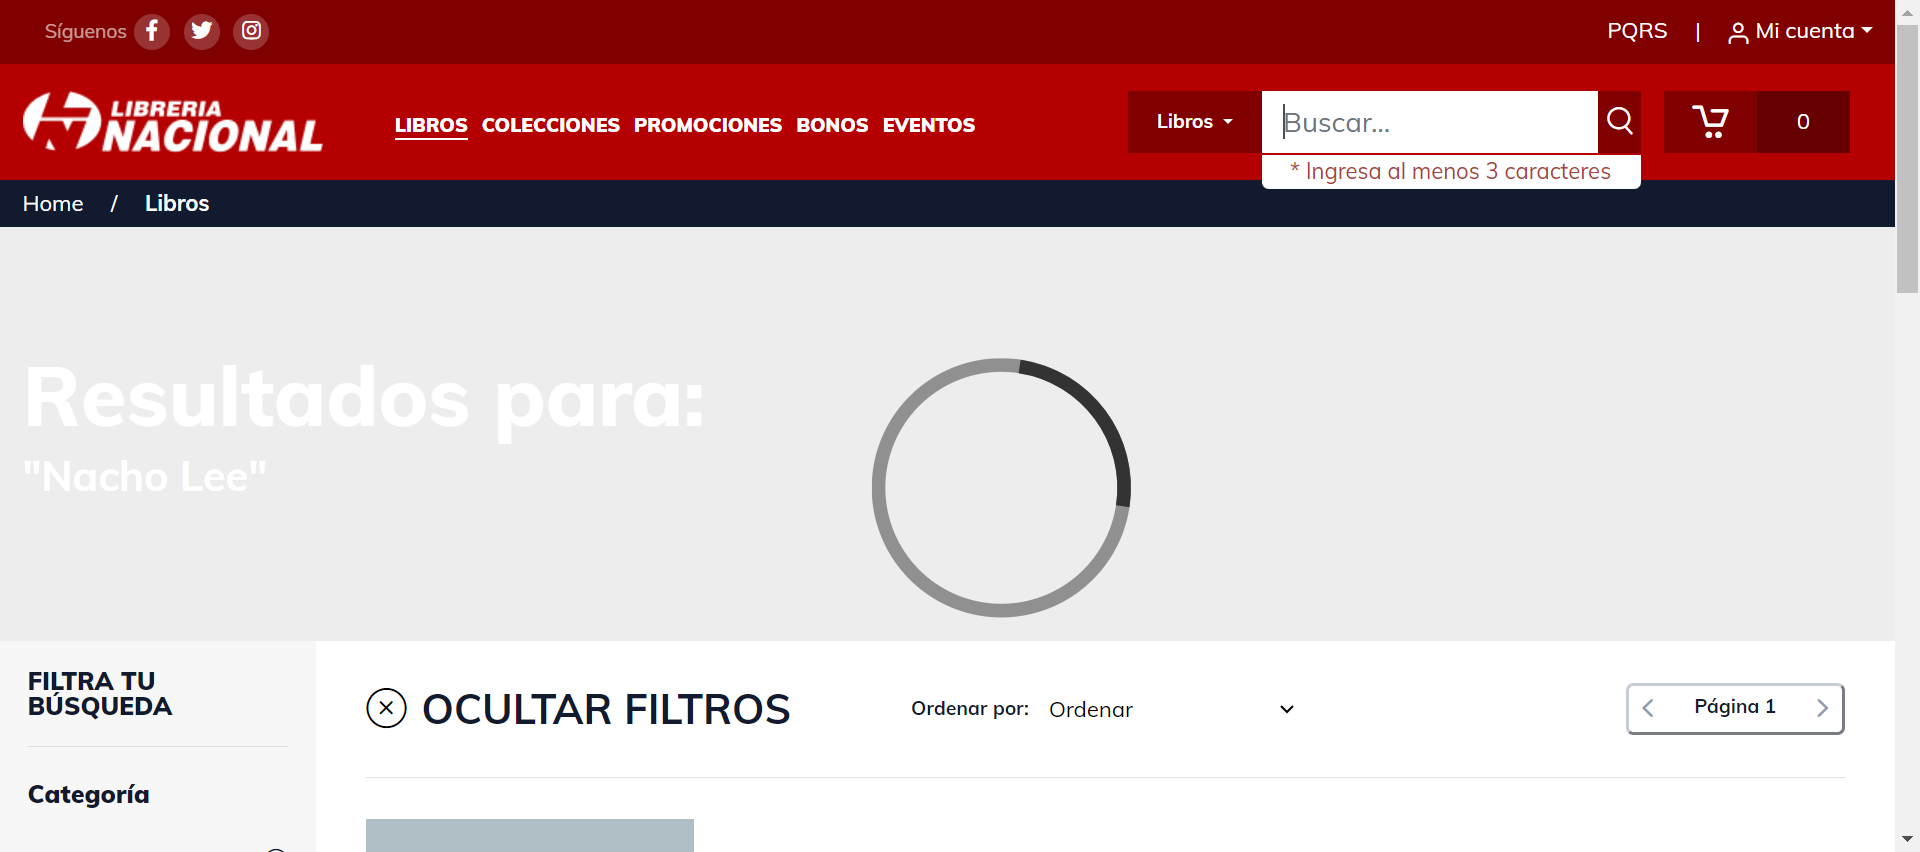 Síguenos
PQRS | Mi cuenta
LIBRERIA
NACIONAL
LIBROS COLECCIONES PROMOCIONES BONOS EVENTOS
Libros
Buscar...
0
* Ingresa al menos 3 caracteres
Home / Libros
Resultados para:
"Nacho Lee"
FILTRA TU
BÚSQUEDA
OCULTAR FILTROS
Ordenar por: Ordenar
Página 1
Categoría